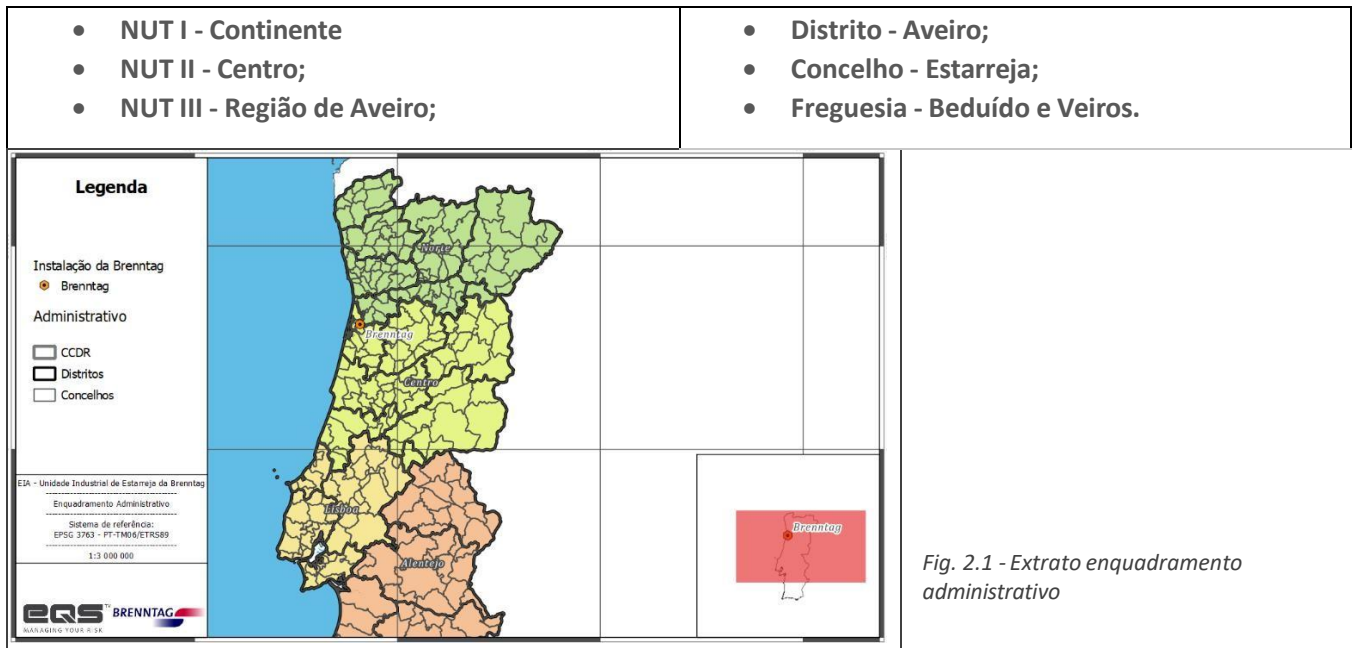 • NUT I - Continente
• NUT II - Centro;
• NUT III - Região de Aveiro;
• Distrito - Aveiro;
• Concelho - Estarreja;
• Freguesia - Beduído e Veiros.
Legenda
Instalação da Brenntag
Brenntag
Administrativo
CCDR
Distritos
Concelhos
EIA - Unidade Industrial de Estarreja da Brenntag
Enquadramento Administrativo
Sistema de referência:
EPSG 3763 - PT-TM06/ETRS89
1:3 000 000
eQS™
MANAGING YOUR RISK
BRENNTAG
Norte
Brenntag
Centro
Lisboa
Alentejo
Brenntag
Fig. 2.1 - Extrato enquadramento
administrativo